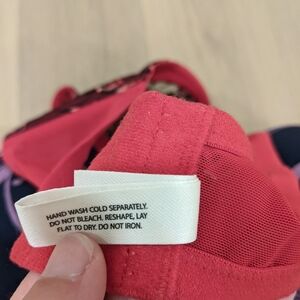 HAND WASH COLD SEPARATELY.
DO NOT BLEACH. RESHAPE, LAY
FLAT TO DRY. DO NOT IRON.